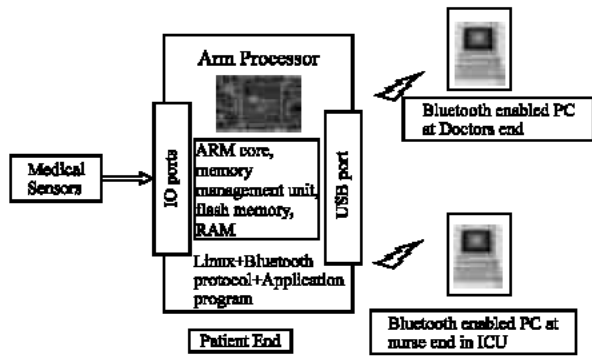 Arm Processor
Medical
Sensors
IO ports
ARM core,
memory
management unit,
flash memory,
RAM
USB port
Linux+Bluetooth
protocol+Application
program
Patient End
Bluetooth enabled PC
at Doctors end
Bluetooth enabled PC at
nurse end in ICU